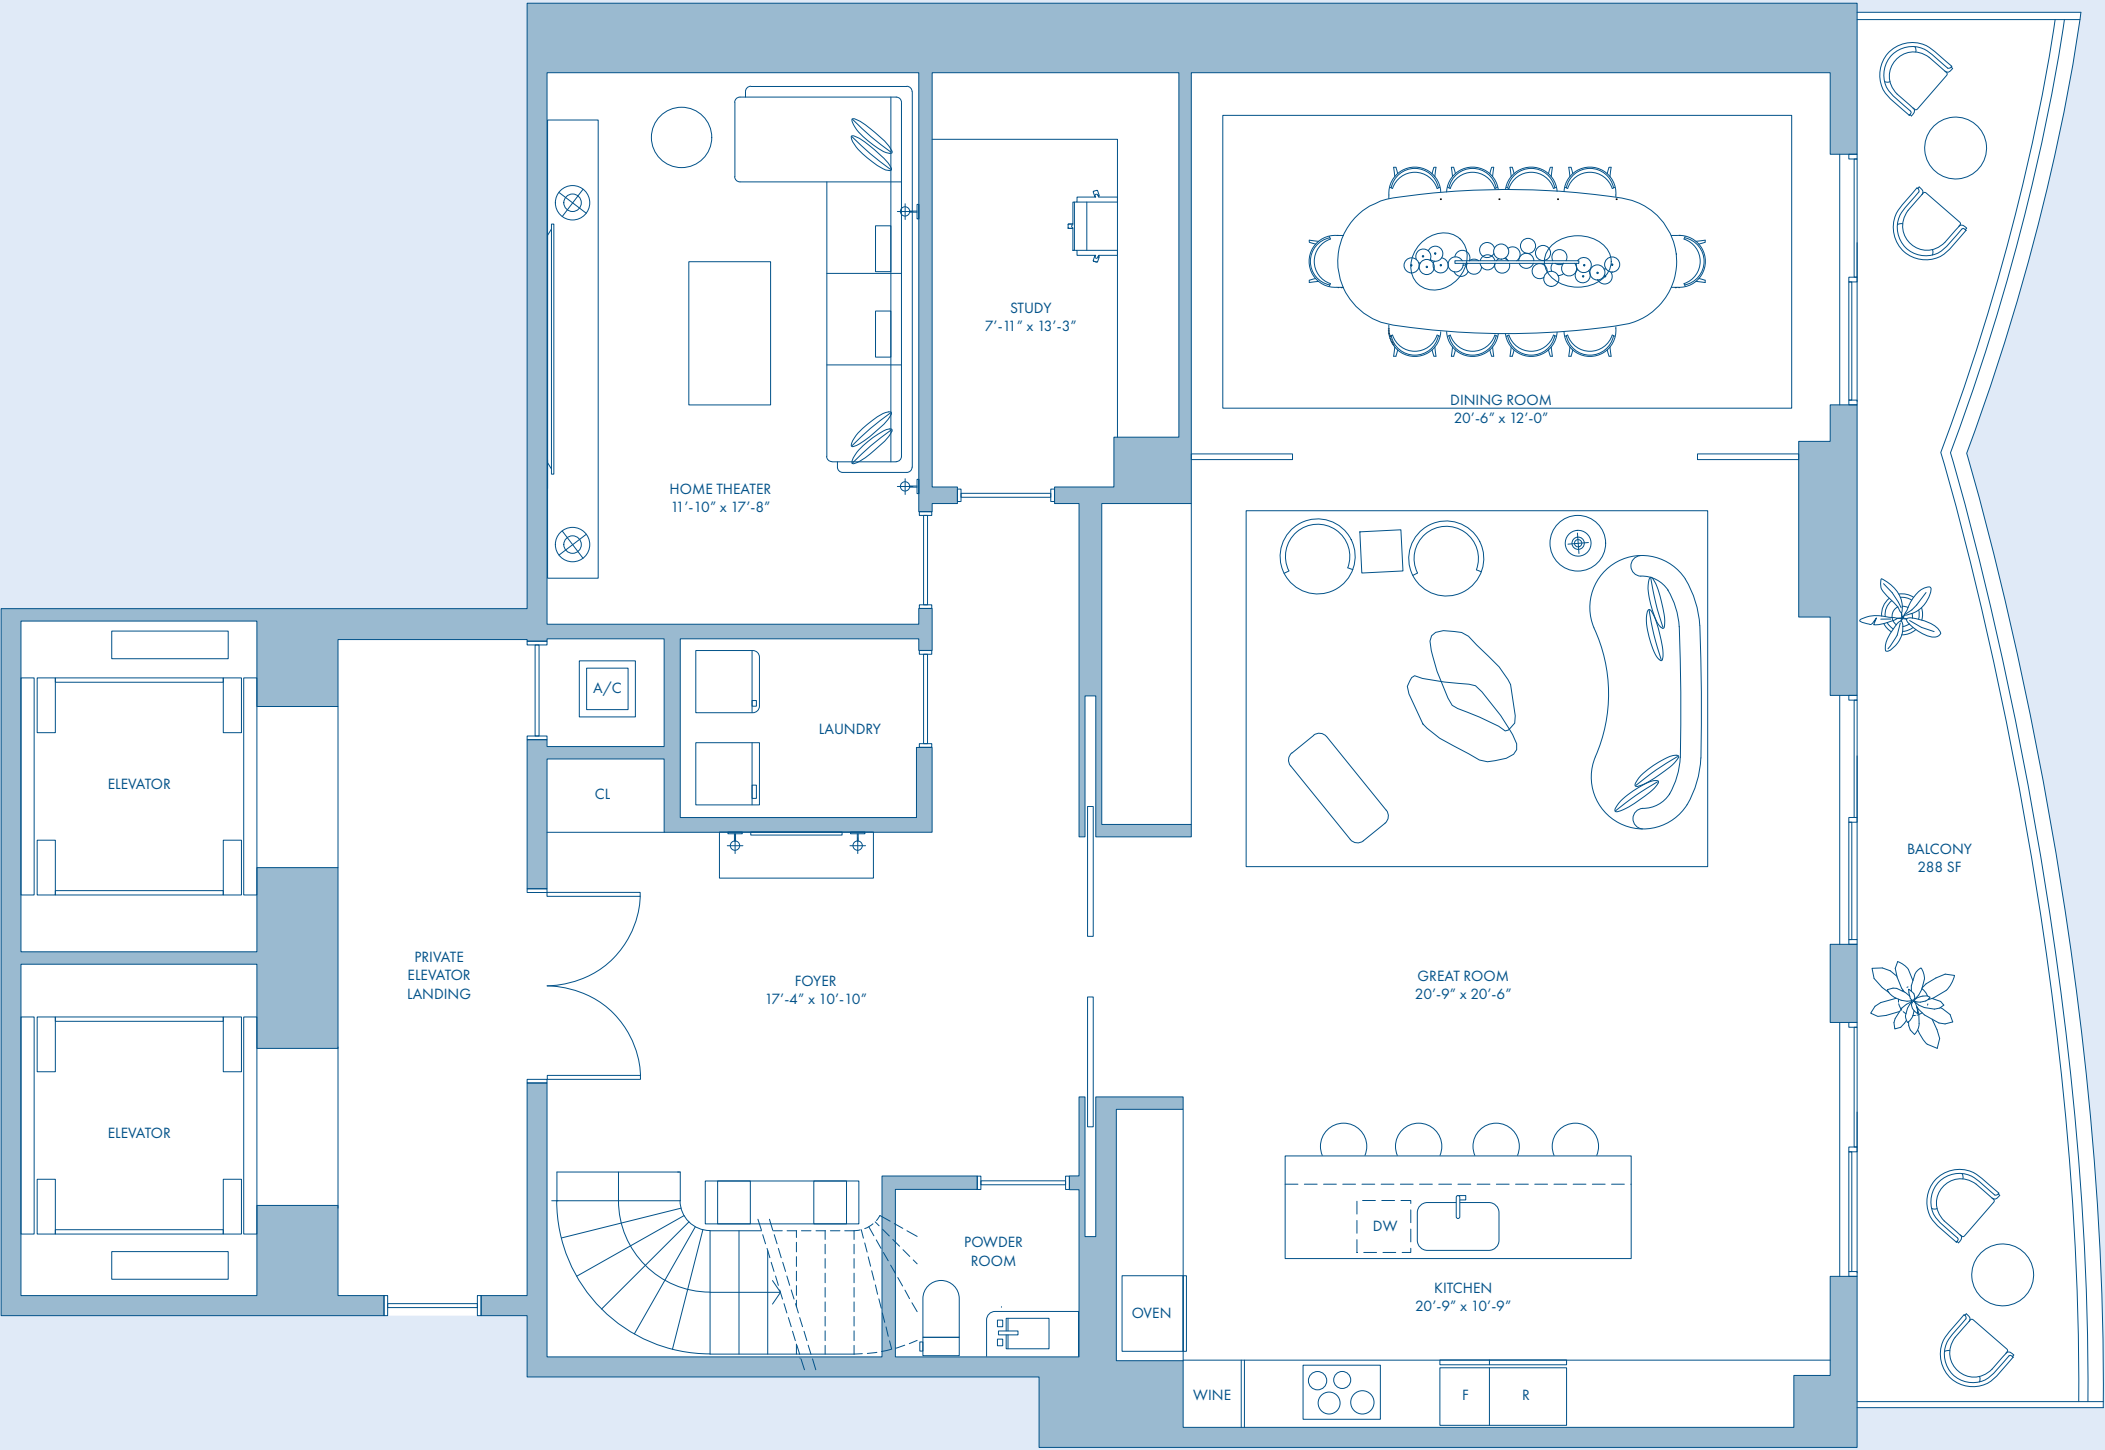 STUDY
7’-11” x 13’-3”
DINING ROOM
20’-6” x 12’-0”
HOME THEATER
11’-10” x 17’-8”
A/C
LAUNDRY
ELEVATOR
CL
BALCONY
288 SF
PRIVATE
ELEVATOR
LANDING
FOYER
17’-4” x 10’-10”
GREAT ROOM
20’-9” x 20’-6”
ELEVATOR
DW
POWDER
ROOM
KITCHEN
20’-9” x 10’-9”
OVEN
WINE
F
R